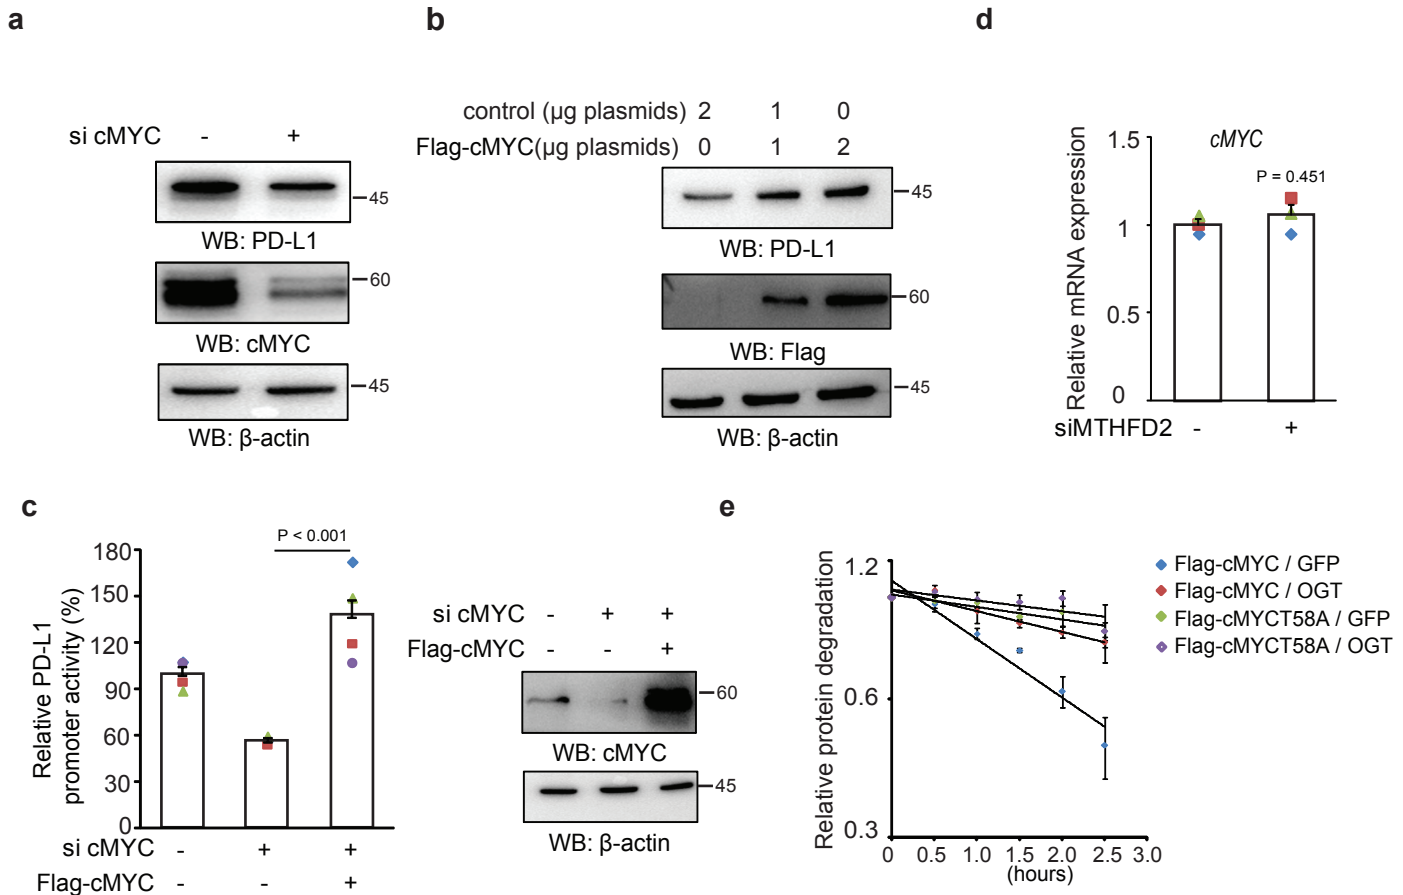 a
si cMYC - +
45
WB: PD-L1
60
WB: cMYC
45
WB: β-actin
b
control (µg plasmids) 2 1 0
Flag-cMYC(µg plasmids) 0 1 2
45
WB: PD-L1
60
WB: Flag
45
WB: β-actin
d
Relative mRNA expression
1.5
1
0.5
0
cMYC
P = 0.451
siMTHFD2 - +
c
Relative PD-L1
promoter activity (%)
180
150
120
90
60
30
0
P < 0.001
si cMYC - + +
Flag-cMYC - - +
si cMYC - + +
Flag-cMYC - - +
60
WB: cMYC
45
WB: β-actin
e
Relative protein degradation
1.2
0.6
0.3
0 0.5 1.0 1.5 2.0 2.5 3.0
(hours)
Flag-cMYC / GFP
Flag-cMYC / OGT
Flag-cMYCT58A / GFP
Flag-cMYCT58A / OGT